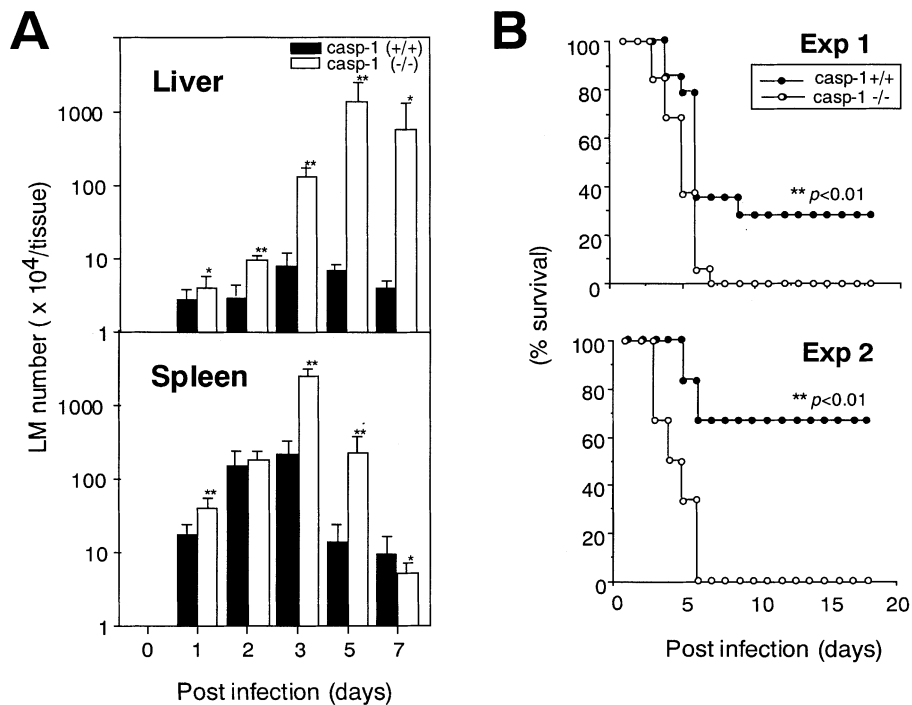 A
casp-1 (+/+)
casp-1 (-/-)
Liver
**
*
1000
**
100
**
10
*
1
LM number ( x 10⁴/tissue)
Spleen
**
1000
**
100
**
10
*
1
0 1 2 3 5 7
Post infection (days)
B
Exp 1
100
casp-1+/+
casp-1 -/-
80
60
40
** p<0.01
20
0
(% survival)
Exp 2
100
80
** p<0.01
60
40
20
0
0 5 10 15 20
Post infection (days)